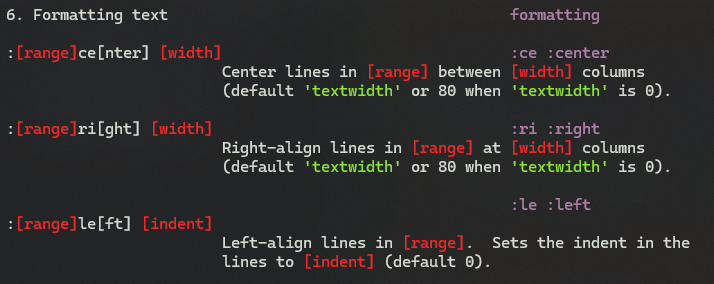 6. Formatting text formatting
:ce :center
:[range]ce[nter] [width]
Center lines in [range] between [width] columns
(default 'textwidth' or 80 when 'textwidth' is 0).
:ri :right
:[range]ri[ght] [width]
Right-align lines in [range] at [width] columns
(default 'textwidth' or 80 when 'textwidth' is 0).
:le :left
:[range]le[ft] [indent]
Left-align lines in [range]. Sets the indent in the
lines to [indent] (default 0).